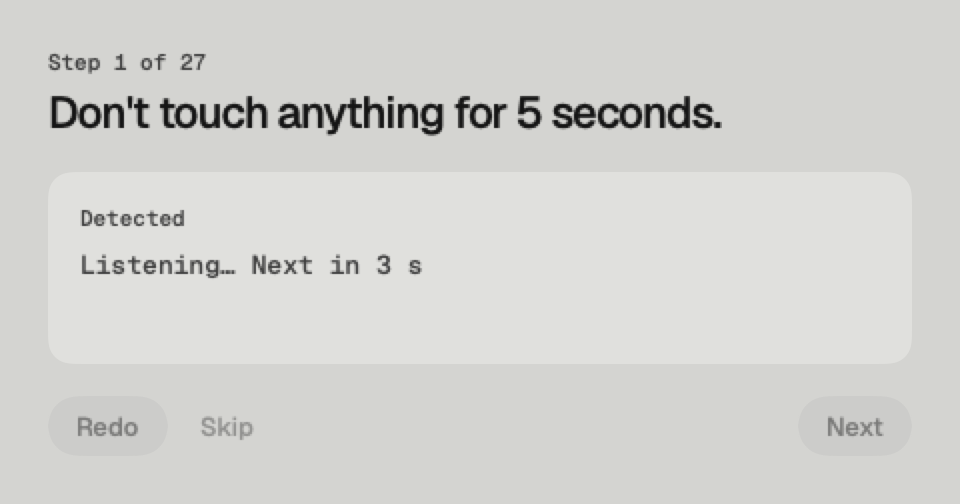 Step 1 of 27
Don't touch anything for 5 seconds.
Detected
Listening… Next in 3 s
Redo
Skip
Next